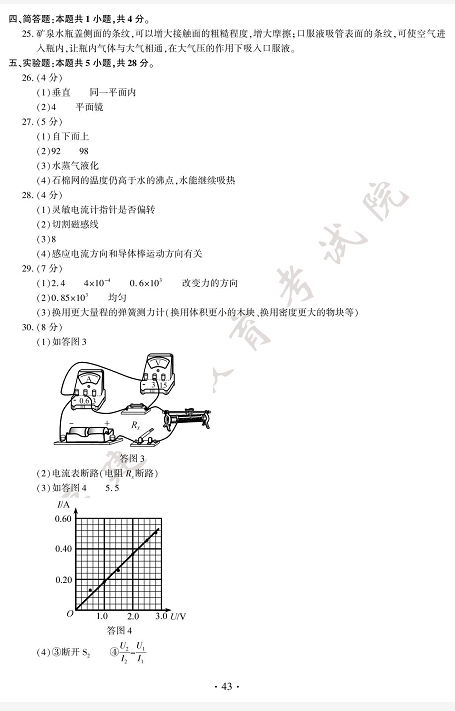 四、简答题:本题共 1 小题,共 4 分。
25. 矿泉水瓶盖侧面的条纹,可以增大接触面的粗糙程度,增大摩擦;口服液吸管表面的条纹,可使空气进
入瓶内,让瓶内气体与大气相通,在大气压的作用下吸入口服液。
五、实验题:本题共 5 小题,共 28 分。
26. (4 分)
(1)垂直 同一平面内
(2)4 平面镜
27. (5 分)
(1)自下而上
(2)92 98
(3)水蒸气液化
(4)石棉网的温度仍高于水的沸点,水能继续吸热
28. (4 分)
(1)灵敏电流计指针是否偏转
(2)切割磁感线
(3)8
(4)感应电流方向和导体棒运动方向有关
29. (7 分)
(1)2.4 4×10⁻⁴ 0.6×10³ 改变力的方向
(2)0.85×10³ 均匀
(3)换用更大量程的弹簧测力计(换用体积更小的木块、换用密度更大的物块等)
30. (8 分)
(1)如答图 3
A
V
- 0.6 3
- 3 15
- +
Rₓ
答图 3
(2)电流表断路(电阻 Rₓ断路)
(3)如答图 4 5.5
I/A
0.60
0.40
0.20
O 1.0 2.0 3.0 U/V
答图 4
(4)③断开 S₂ ④U₂/I₂-U₁/I₁
· 43 ·
育考试院